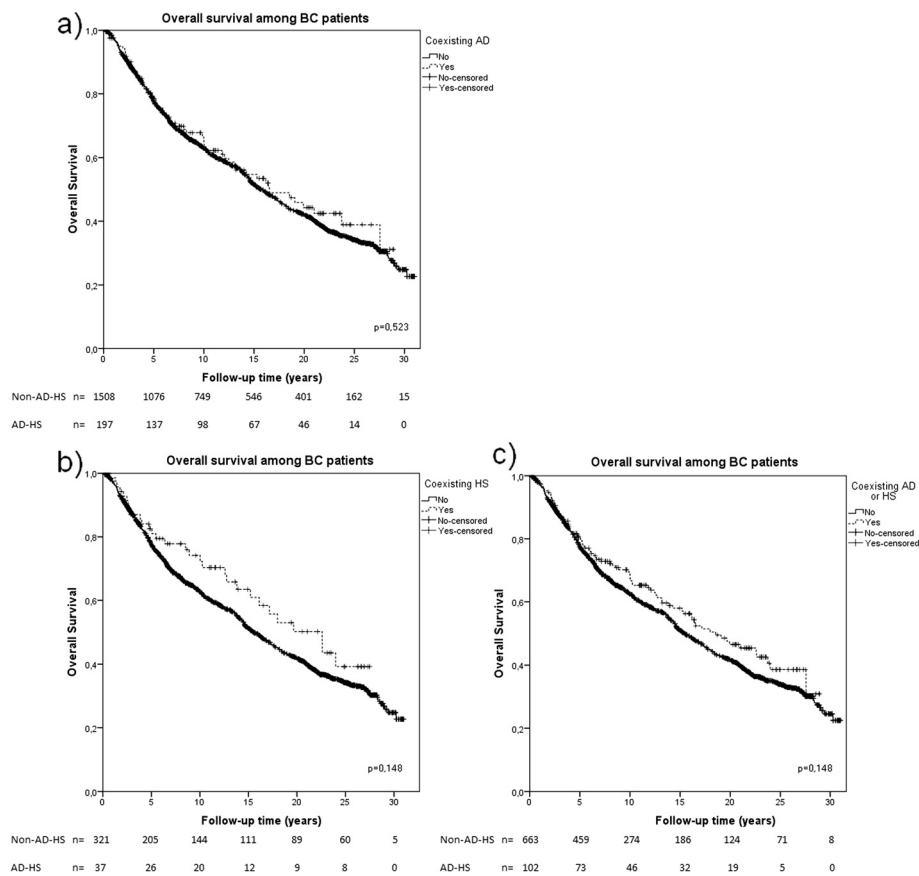 a)
Overall survival among BC patients
Coexisting AD
No
Yes
No-censored
Yes-censored
Overall Survival
1,0
0,8
0,6
0,4
0,2
0,0
p=0,523
0 5 10 15 20 25 30
Follow-up time (years)
Non-AD-HS n= 1508 1076 749 546 401 162 15
AD-HS n= 197 137 98 67 46 14 0
b)
Overall survival among BC patients
Coexisting HS
No
Yes
No-censored
Yes-censored
Overall Survival
1,0
0,8
0,6
0,4
0,2
0,0
p=0,148
0 5 10 15 20 25 30
Follow-up time (years)
Non-AD-HS n= 321 205 144 111 89 60 5
AD-HS n= 37 26 20 12 9 8 0
c)
Overall survival among BC patients
Coexisting AD
or HS
No
Yes
No-censored
Yes-censored
Overall Survival
1,0
0,8
0,6
0,4
0,2
0,0
p=0,148
0 5 10 15 20 25 30
Follow-up time (years)
Non-AD-HS n= 663 459 274 186 124 71 8
AD-HS n= 102 73 46 32 19 5 0